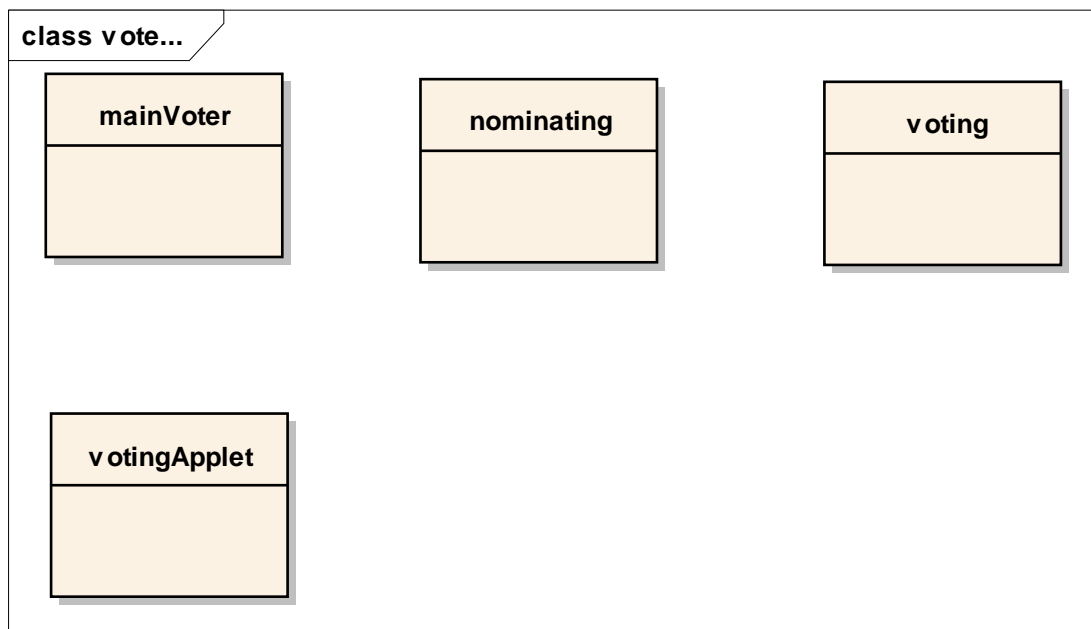 class vote...
mainVoter
nominating
voting
votingApplet